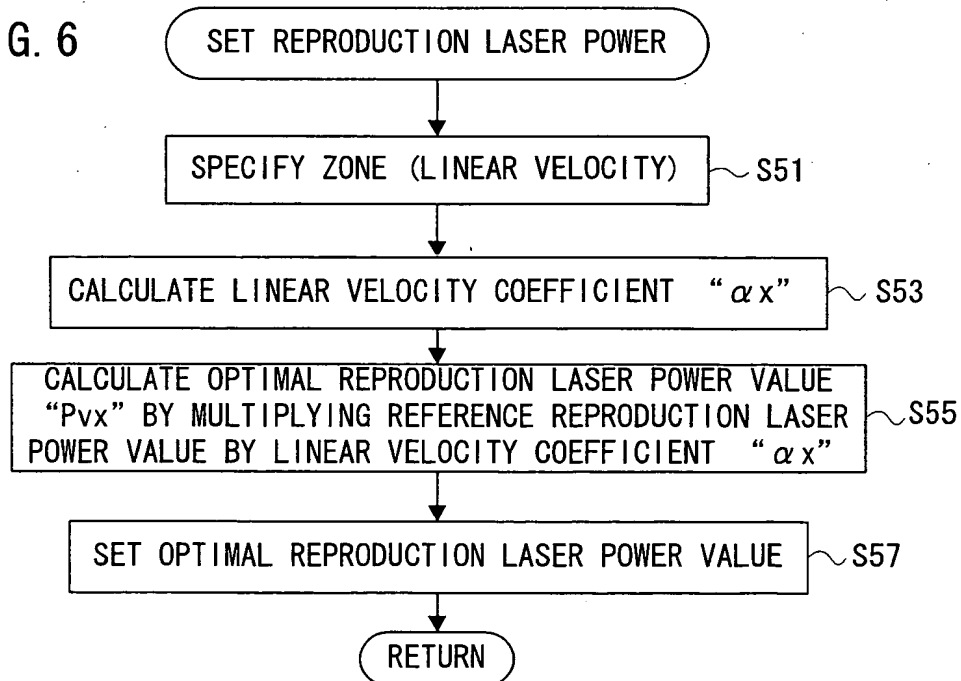 G. 6
SET REPRODUCTION LASER POWER
SPECIFY ZONE (LINEAR VELOCITY)
S51
CALCULATE LINEAR VELOCITY COEFFICIENT “αx”
S53
CALCULATE OPTIMAL REPRODUCTION LASER POWER VALUE
“Pvx” BY MULTIPLYING REFERENCE REPRODUCTION LASER
POWER VALUE BY LINEAR VELOCITY COEFFICIENT “αx”
S55
SET OPTIMAL REPRODUCTION LASER POWER VALUE
S57
RETURN